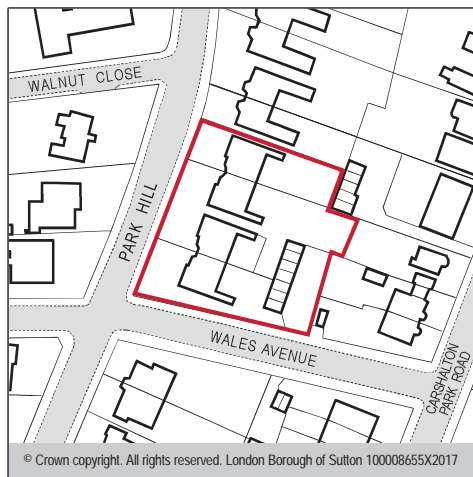 WALNUT CLOSE
PARK HILL
WALES AVENUE
CARSHALTON
PARK ROAD
© Crown copyright. All rights reserved. London Borough of Sutton 100008655X2017